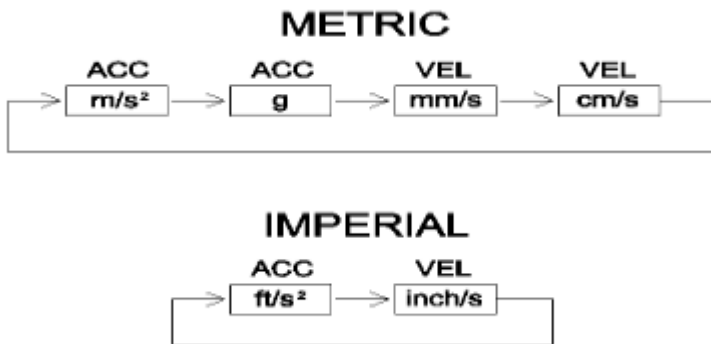 METRIC
ACC ACC VEL VEL
m/s² g mm/s cm/s
IMPERIAL
ACC VEL
ft/s² inch/s